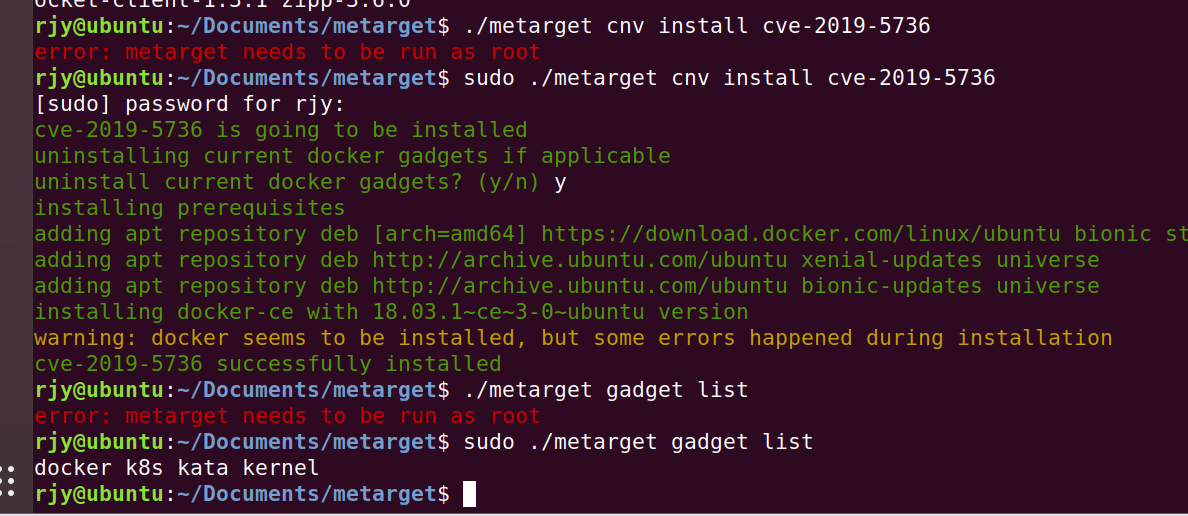 ocket-client-1.3.1 zipp-3.6.0
rjy@ubuntu:~/Documents/metarget$ ./metarget cnv install cve-2019-5736
error: metarget needs to be run as root
rjy@ubuntu:~/Documents/metarget$ sudo ./metarget cnv install cve-2019-5736
[sudo] password for rjy:
cve-2019-5736 is going to be installed
uninstalling current docker gadgets if applicable
uninstall current docker gadgets? (y/n) y
installing prerequisites
adding apt repository deb [arch=amd64] https://download.docker.com/linux/ubuntu bionic st
adding apt repository deb http://archive.ubuntu.com/ubuntu xenial-updates universe
adding apt repository deb http://archive.ubuntu.com/ubuntu bionic-updates universe
installing docker-ce with 18.03.1~ce~3-0~ubuntu version
warning: docker seems to be installed, but some errors happened during installation
cve-2019-5736 successfully installed
rjy@ubuntu:~/Documents/metarget$ ./metarget gadget list
error: metarget needs to be run as root
rjy@ubuntu:~/Documents/metarget$ sudo ./metarget gadget list
docker k8s kata kernel
rjy@ubuntu:~/Documents/metarget$